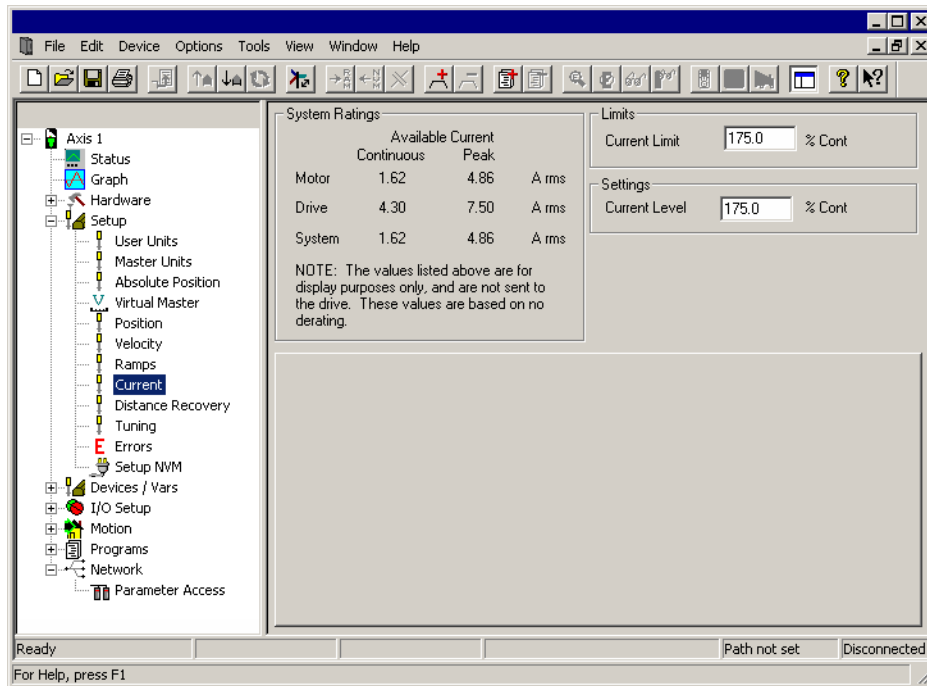 File Edit Device Options Tools View Window Help
Axis 1
Status
Graph
Hardware
Setup
User Units
Master Units
Absolute Position
Virtual Master
Position
Velocity
Ramps
Current
Distance Recovery
Tuning
E Errors
Setup NVM
Devices / Vars
I/O Setup
Motion
Programs
Network
Parameter Access
System Ratings
Available Current
Continuous Peak
Motor 1.62 4.86 A rms
Drive 4.30 7.50 A rms
System 1.62 4.86 A rms
NOTE: The values listed above are for
display purposes only, and are not sent to
the drive. These values are based on no
derating.
Limits
Current Limit 175.0 % Cont
Settings
Current Level 175.0 % Cont
Ready Path not set Disconnected
For Help, press F1